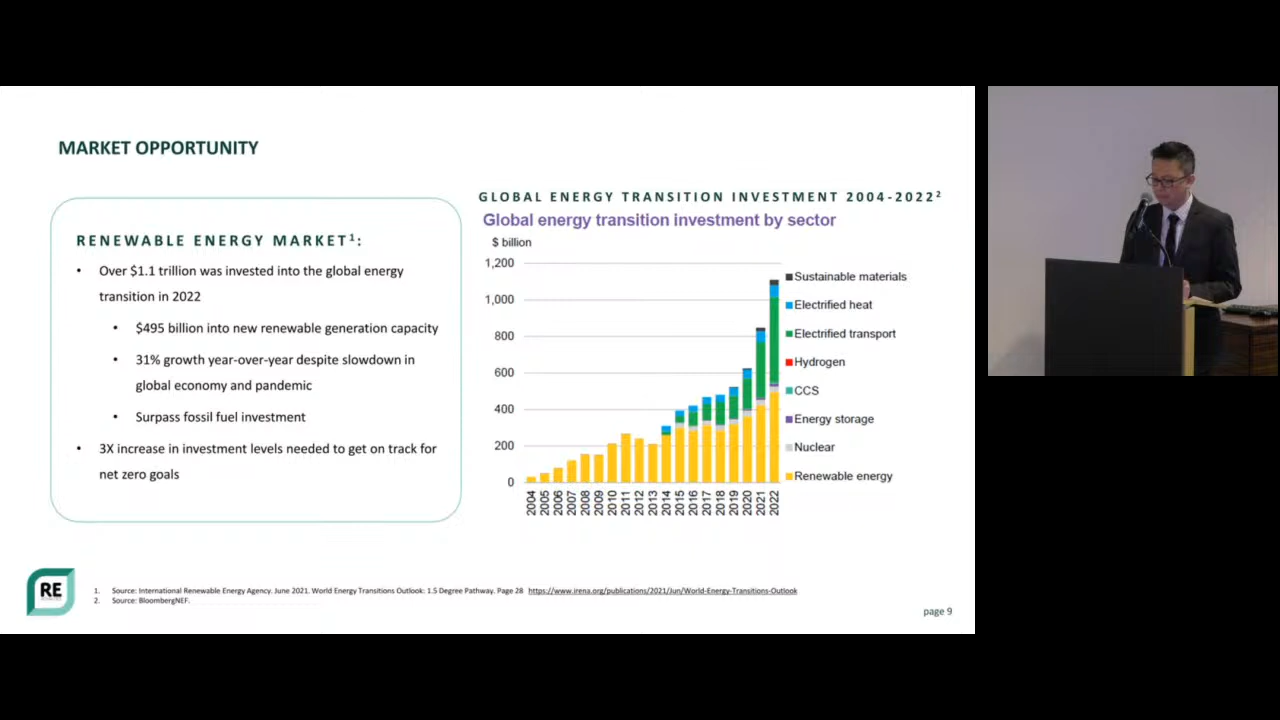 MARKET OPPORTUNITY
RENEWABLE ENERGY MARKET1:
• Over $1.1 trillion was invested into the global energy
transition in 2022
• $495 billion into new renewable generation capacity
• 31% growth year-over-year despite slowdown in
global economy and pandemic
• Surpass fossil fuel investment
• 3X increase in investment levels needed to get on track for
net zero goals
GLOBAL ENERGY TRANSITION INVESTMENT 2004-20222
Global energy transition investment by sector
$ billion
1,200
1,000
800
600
400
200
0
2004
2005
2006
2007
2008
2009
2010
2011
2012
2013
2014
2015
2016
2017
2018
2019
2020
2021
2022
Sustainable materials
Electrified heat
Electrified transport
Hydrogen
CCS
Energy storage
Nuclear
Renewable energy
RE
1. Source: International Renewable Energy Agency. June 2021. World Energy Transitions Outlook: 1.5 Degree Pathway. Page 28 https://www.irena.org/publications/2021/Jun/World-Energy-Transitions-Outlook
2. Source: BloombergNEF.
page 9